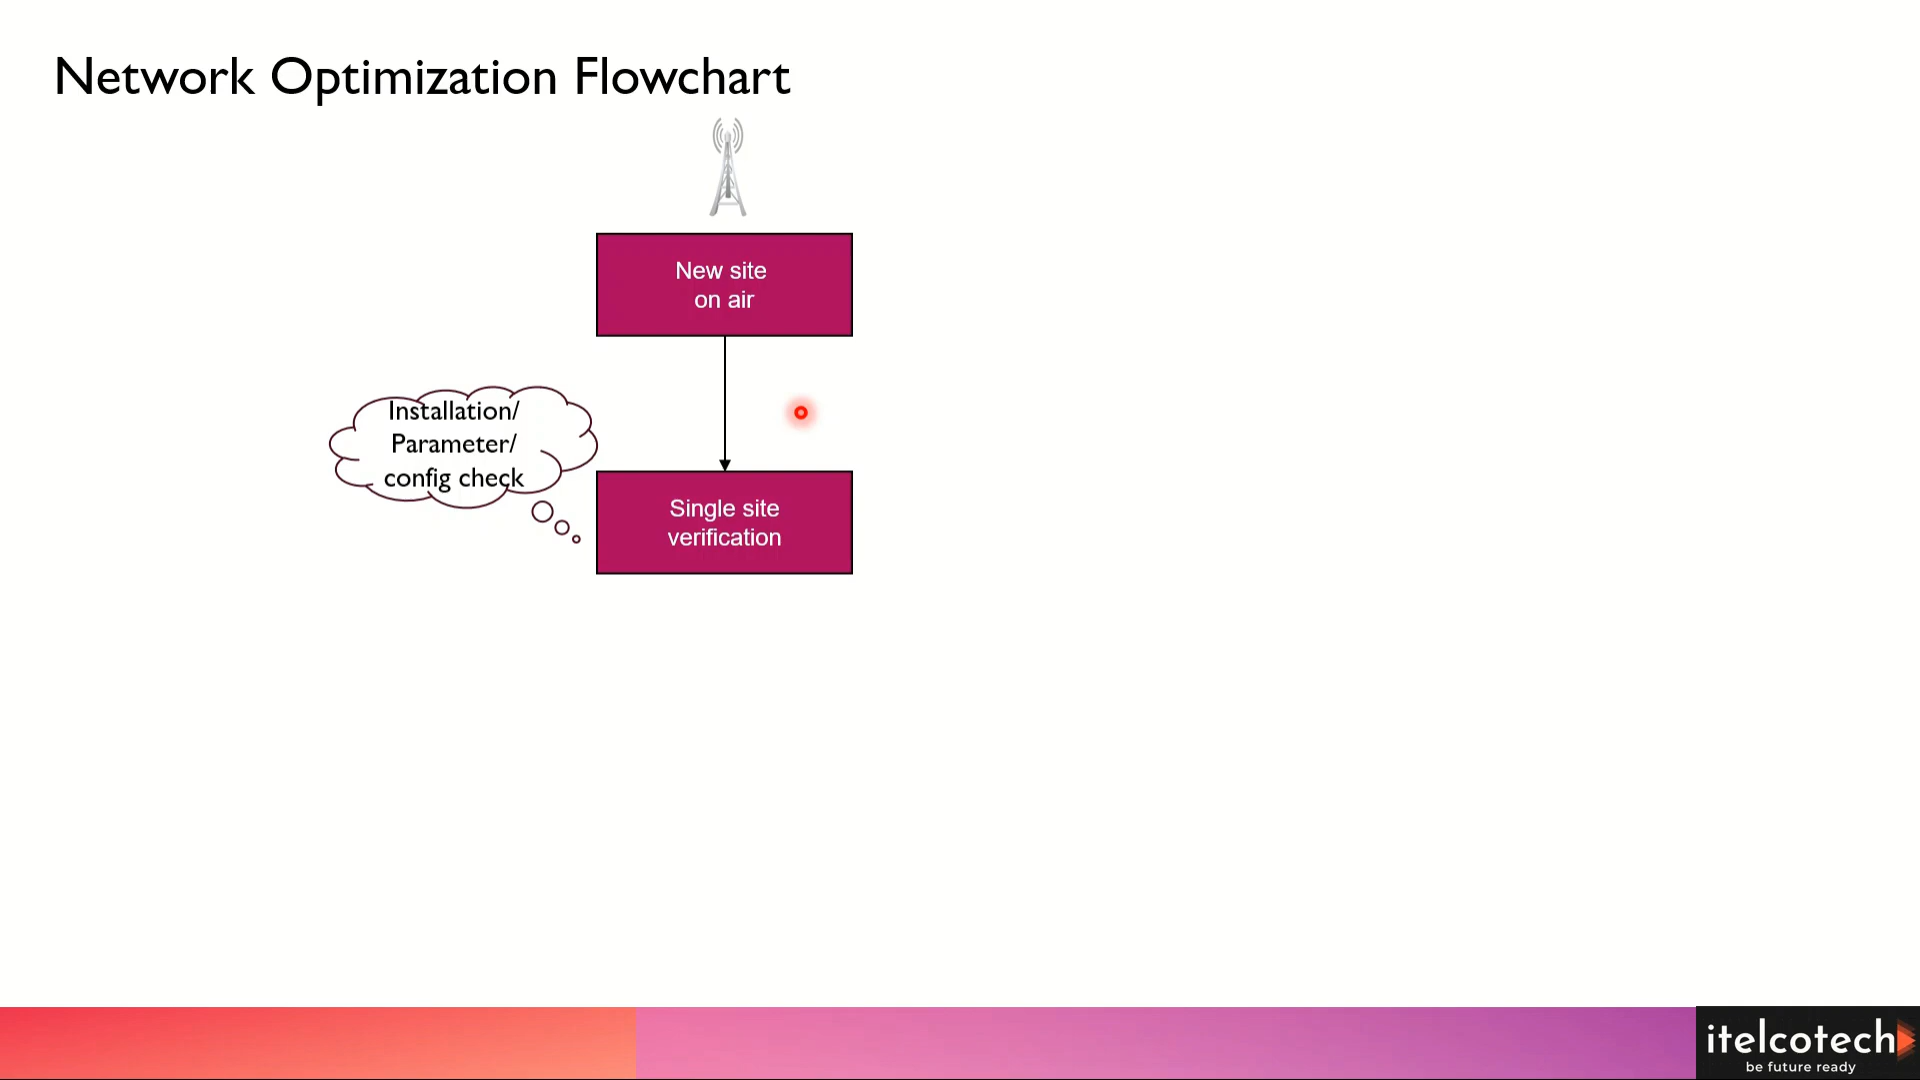 Network Optimization Flowchart
New site
on air
Installation/
Parameter/
config check
Single site
verification
itelcotech
be future ready